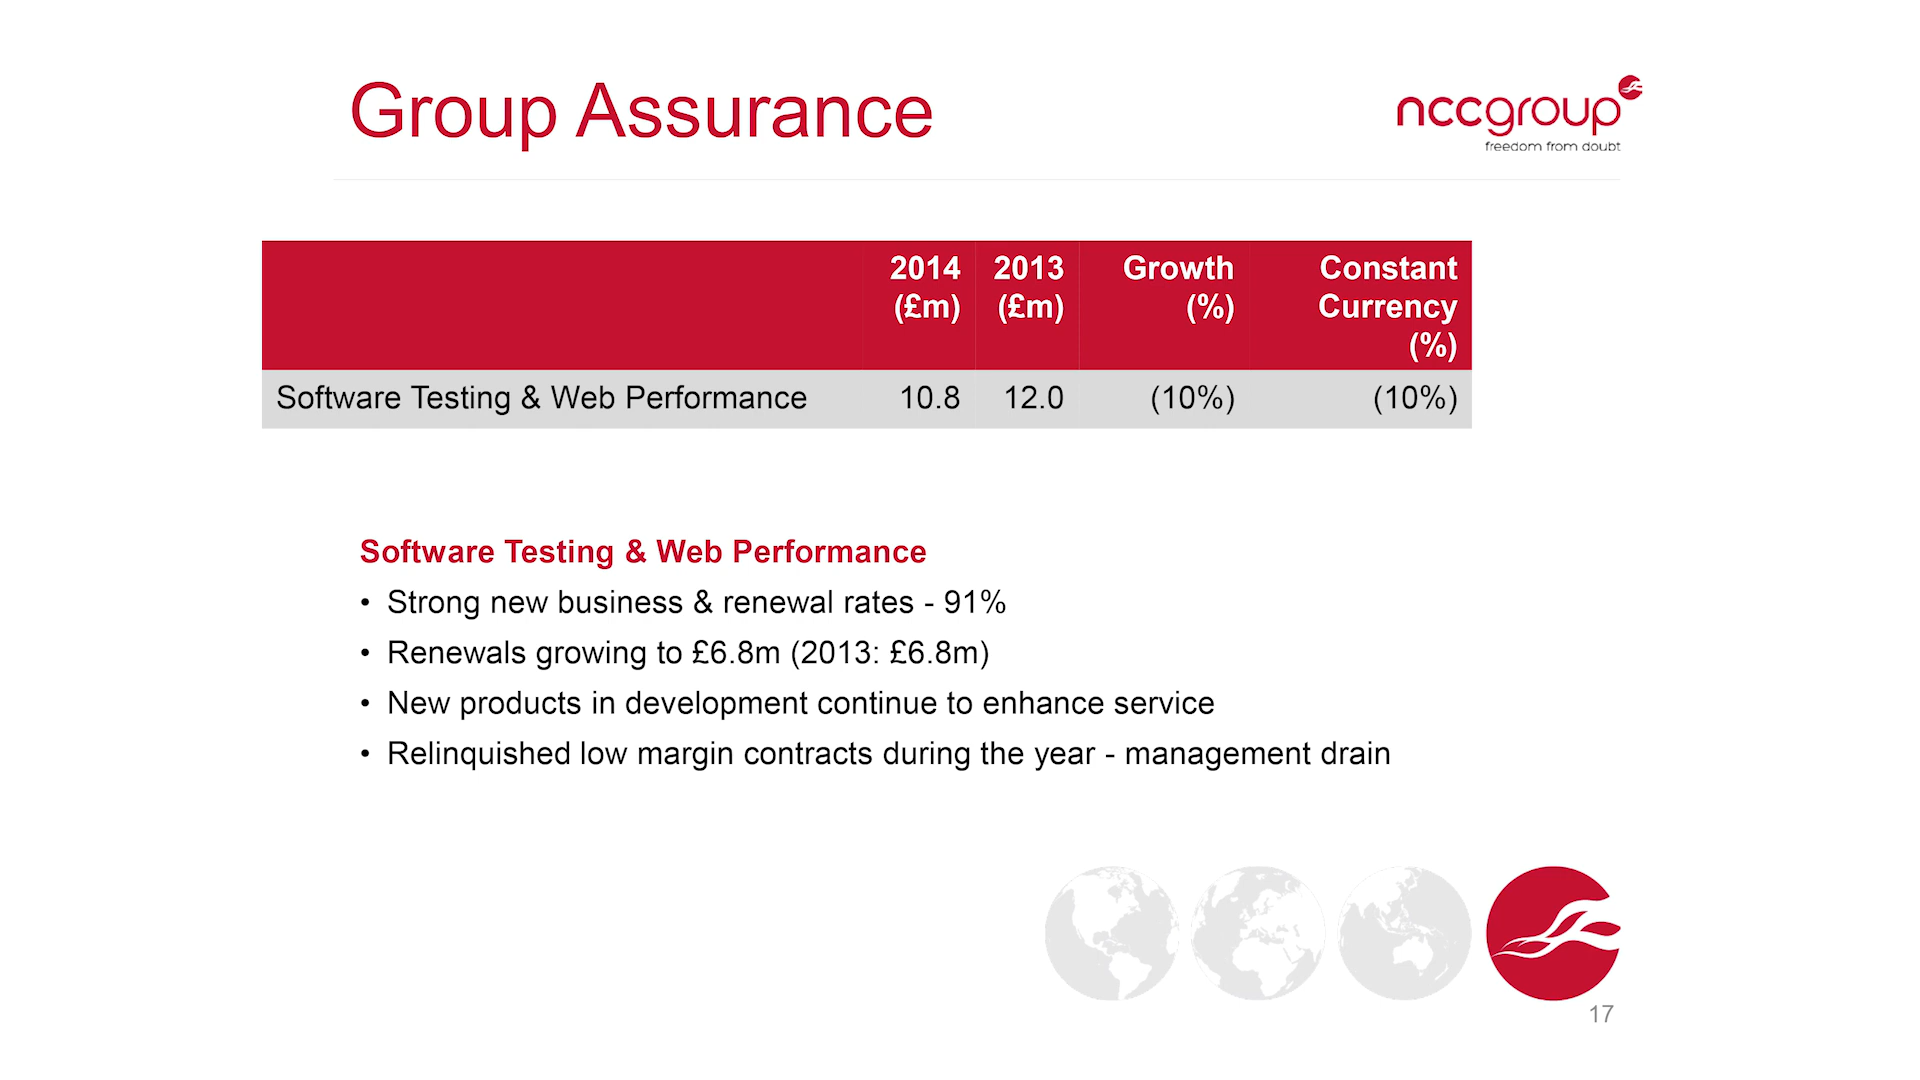 Group Assurance
nccgroup
freedom from doubt
2014 (£m) 2013 (£m) Growth (%) Constant Currency (%)
Software Testing & Web Performance 10.8 12.0 (10%) (10%)
Software Testing & Web Performance
• Strong new business & renewal rates - 91%
• Renewals growing to £6.8m (2013: £6.8m)
• New products in development continue to enhance service
• Relinquished low margin contracts during the year - management drain
17